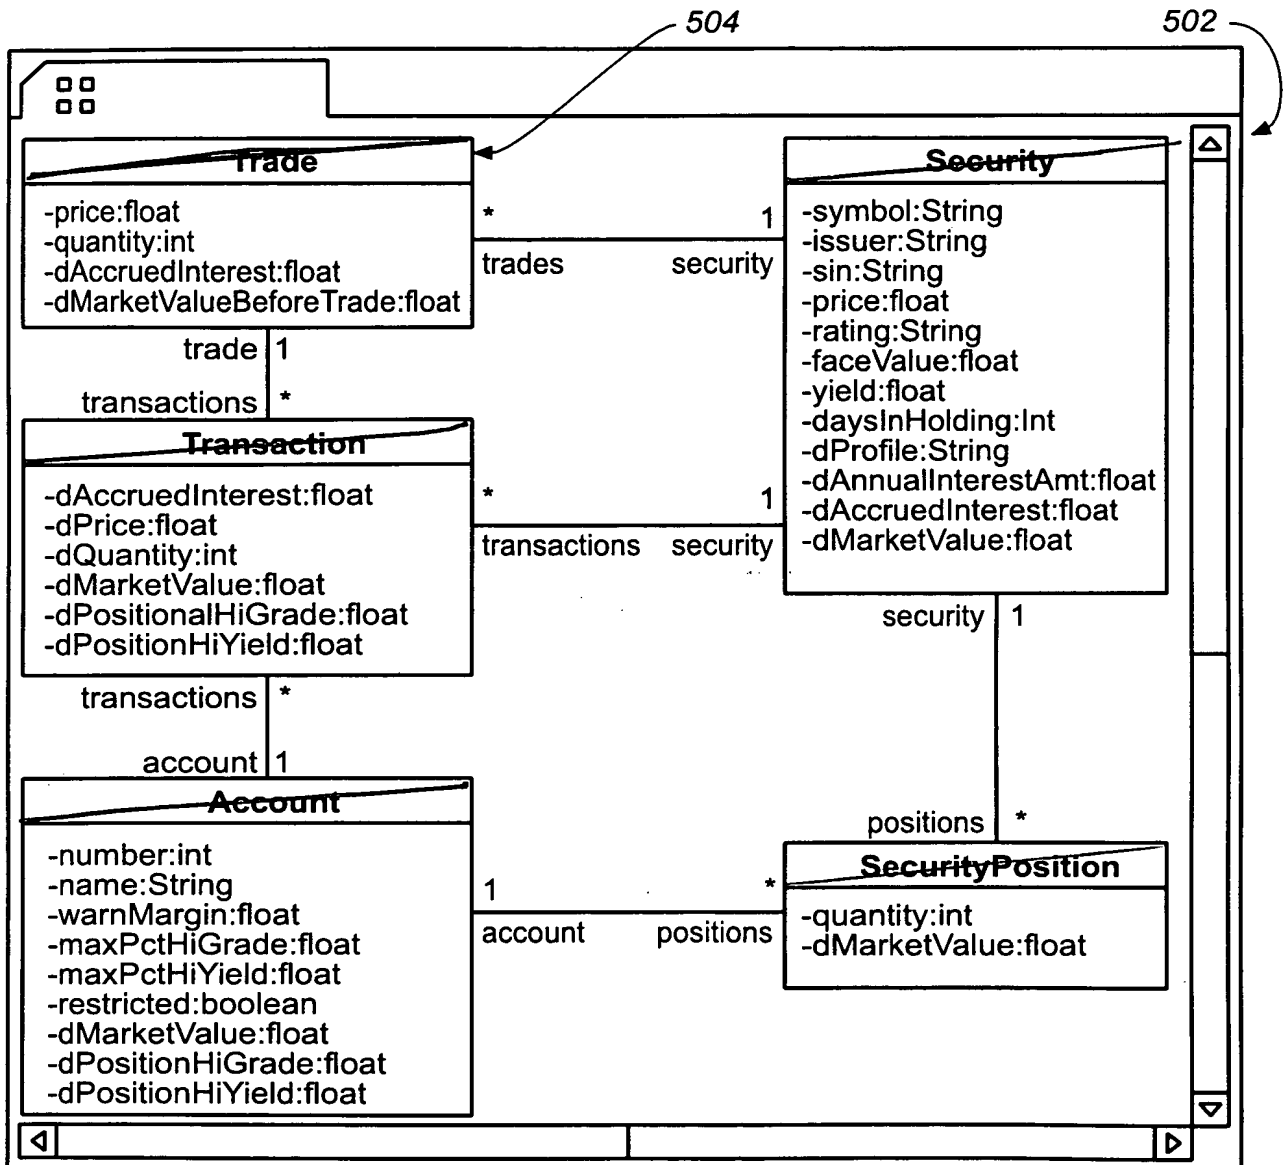 504
502
Trade
-price:float
-quantity:int
-dAccruedInterest:float
-dMarketValueBeforeTrade:float
* 1
trades security
Security
-symbol:String
-issuer:String
-sin:String
-price:float
-rating:String
-faceValue:float
-yield:float
-daysInHolding:Int
-dProfile:String
-dAnnualInterestAmt:float
-dAccruedInterest:float
-dMarketValue:float
trade 1
transactions *
Transaction
-dAccruedInterest:float
-dPrice:float
-dQuantity:int
-dMarketValue:float
-dPositionalHiGrade:float
-dPositionHiYield:float
* 1
transactions security
security 1
positions *
transactions *
account 1
Account
-number:int
-name:String
-warnMargin:float
-maxPctHiGrade:float
-maxPctHiYield:float
-restricted:boolean
-dMarketValue:float
-dPositionHiGrade:float
-dPositionHiYield:float
1 *
account positions
SecurityPosition
-quantity:int
-dMarketValue:float